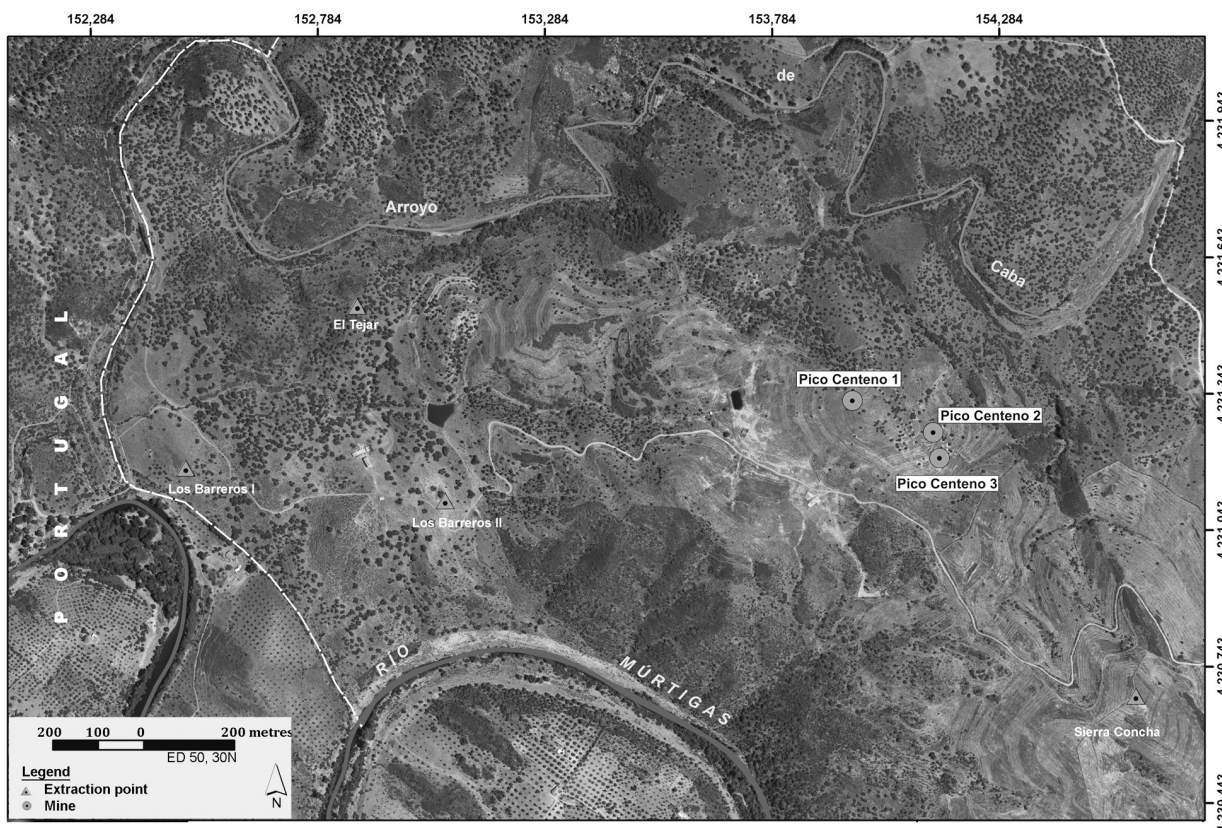 152,284
152,784
153,284
153,784
154,284
de
Arroyo
Caba
El Tejar
PORTUGAL
Pico Centeno 1
Pico Centeno 2
Pico Centeno 3
Los Barreros I
Los Barreros II
RÍO MÚRTIGAS
Sierra Concha
200 100 0 200 metres
ED 50, 30N
Legend
Extraction point
Mine
N